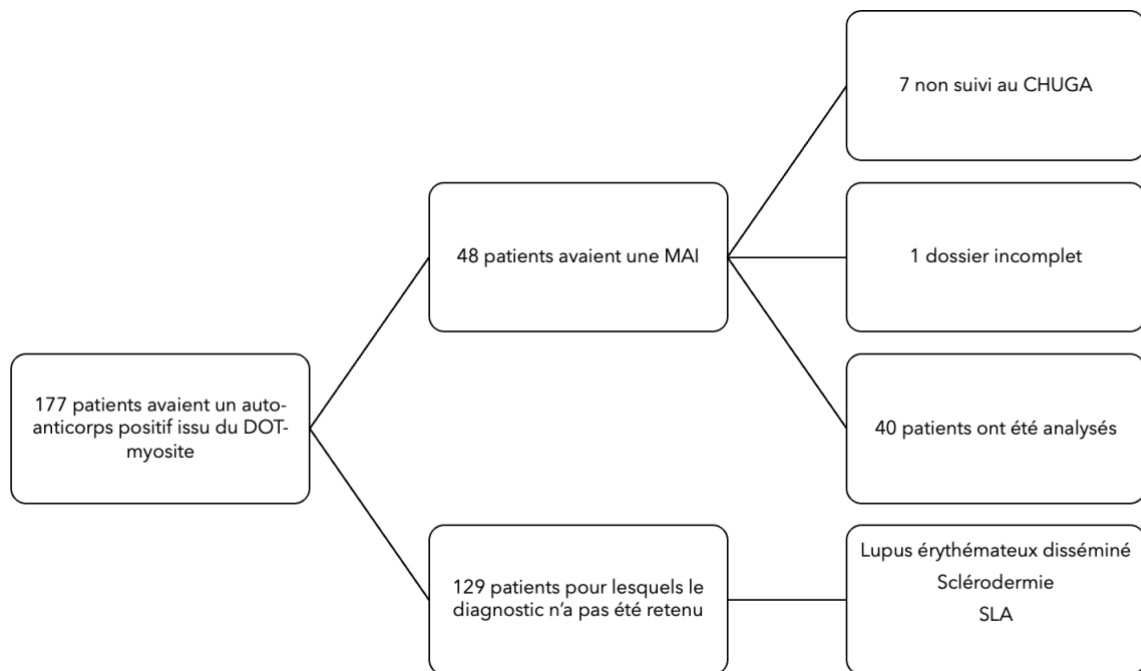 177 patients avaient un auto-
anticorps positif issu du DOT-
myosite
48 patients avaient une MAI
129 patients pour lesquels le
diagnostic n'a pas été retenu
7 non suivi au CHUGA
1 dossier incomplet
40 patients ont été analysés
Lupus érythémateux disséminé
Sclérodermie
SLA